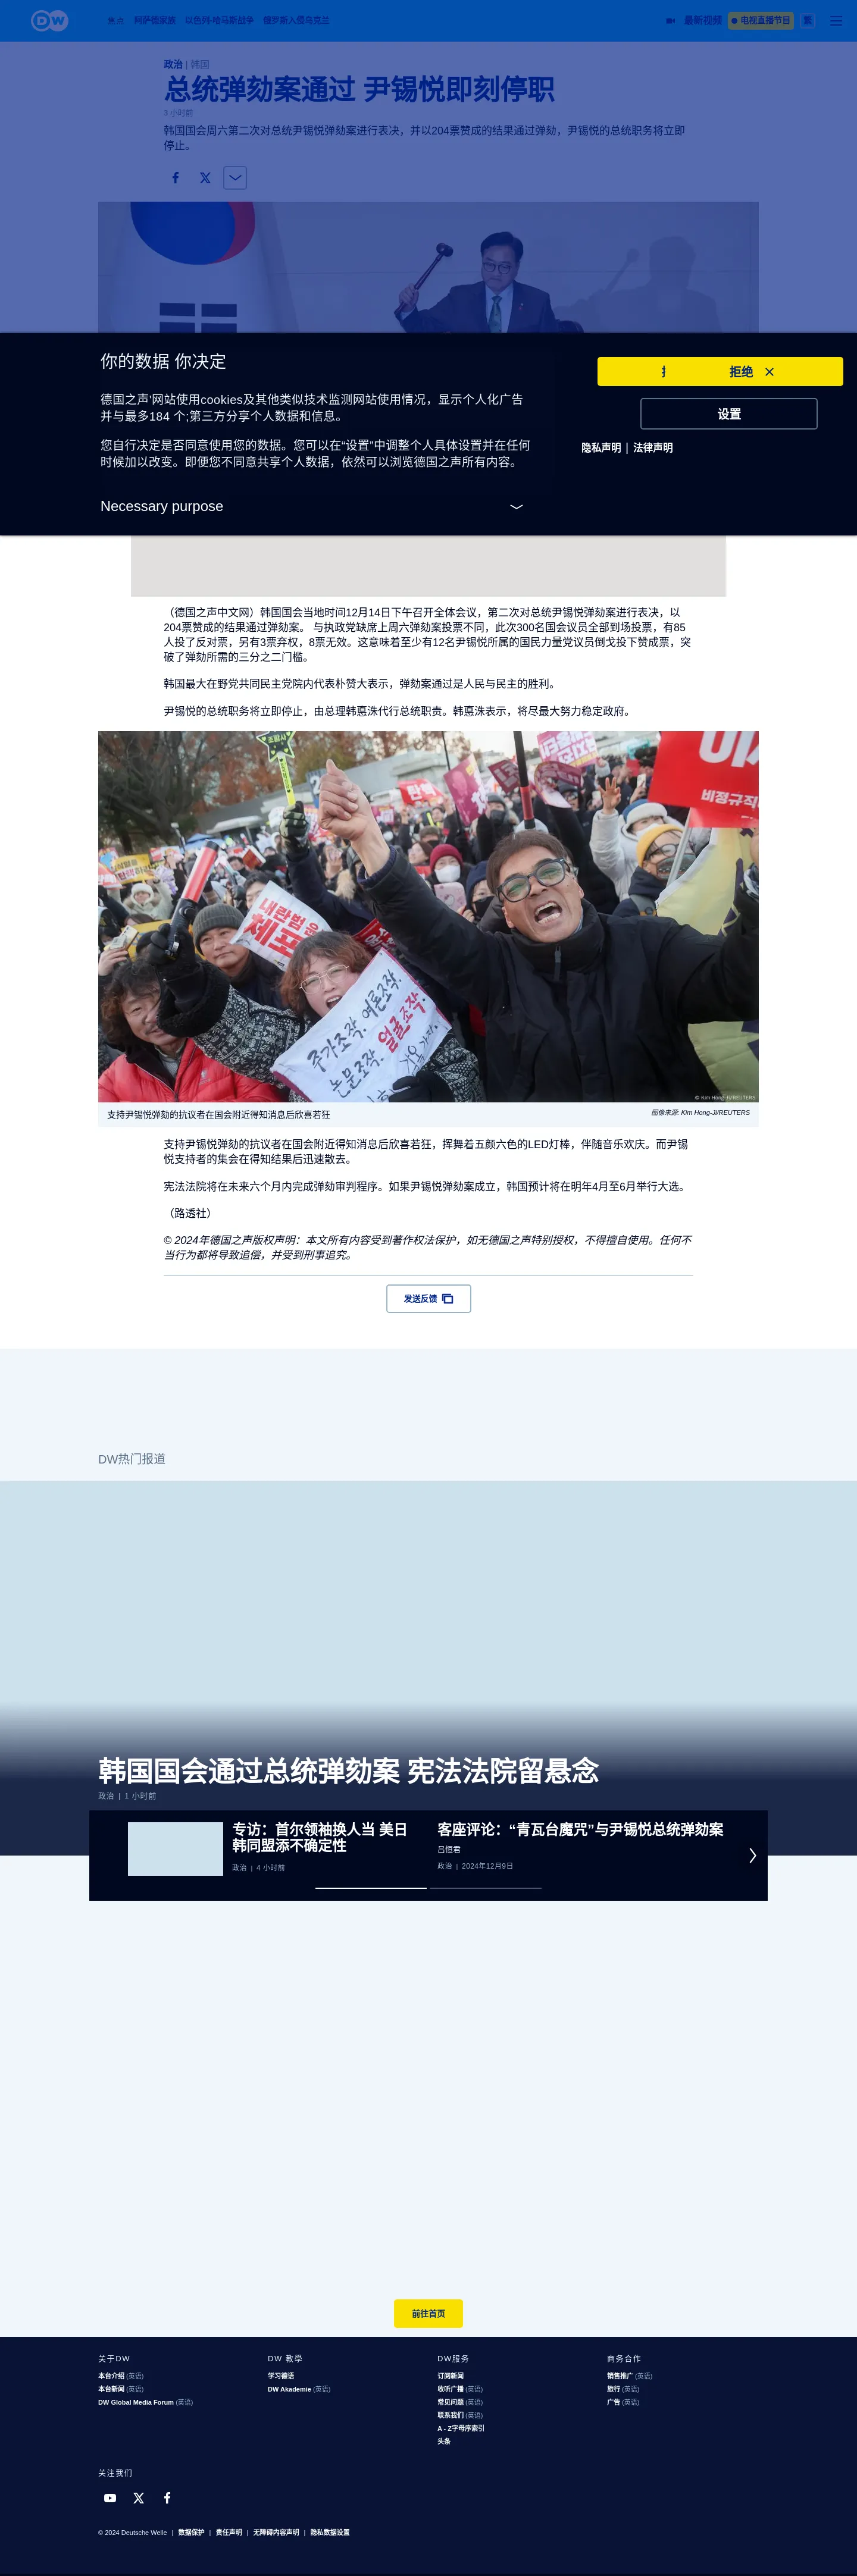 DW
焦点 阿萨德家族 以色列-哈马斯战争 俄罗斯入侵乌克兰
最新视频 电视直播节目
政治 | 韩国
总统弹劾案通过 尹锡悦即刻停职
3 小时前
韩国国会周六第二次对总统尹锡悦弹劾案进行表决，并以204票赞成的结果通过弹劾，尹锡悦的总统职务将立即
停止。
你的数据 你决定
德国之声'网站使用cookies及其他类似技术监测网站使用情况，显示个人化广告
并与最多184 个;第三方分享个人数据和信息。
您自行决定是否同意使用您的数据。您可以在“设置”中调整个人具体设置并在任何
时候加以改变。即便您不同意共享个人数据，依然可以浏览德国之声所有内容。
Necessary purpose
拒绝
设置
隐私声明 | 法律声明
（德国之声中文网）韩国国会当地时间12月14日下午召开全体会议，第二次对总统尹锡悦弹劾案进行表决，以
204票赞成的结果通过弹劾案。 与执政党缺席上周六弹劾案投票不同，此次300名国会议员全部到场投票，有85
人投了反对票，另有3票弃权，8票无效。这意味着至少有12名尹锡悦所属的国民力量党议员倒戈投下赞成票，突
破了弹劾所需的三分之二门槛。
韩国最大在野党共同民主党院内代表朴赞大表示，弹劾案通过是人民与民主的胜利。
尹锡悦的总统职务将立即停止，由总理韩悳洙代行总统职责。韩悳洙表示，将尽最大努力稳定政府。
탄핵
비정규직
내란범
체포
주가조작.여론조작.
논문조작
얼굴조작.
© Kim Hong-Ji/REUTERS
支持尹锡悦弹劾的抗议者在国会附近得知消息后欣喜若狂
图像来源: Kim Hong-Ji/REUTERS
支持尹锡悦弹劾的抗议者在国会附近得知消息后欣喜若狂，挥舞着五颜六色的LED灯棒，伴随音乐欢庆。而尹锡
悦支持者的集会在得知结果后迅速散去。
宪法法院将在未来六个月内完成弹劾审判程序。如果尹锡悦弹劾案成立，韩国预计将在明年4月至6月举行大选。
（路透社）
© 2024年德国之声版权声明：本文所有内容受到著作权法保护，如无德国之声特别授权，不得擅自使用。任何不
当行为都将导致追偿，并受到刑事追究。
发送反馈
DW热门报道
韩国国会通过总统弹劾案 宪法法院留悬念
政治 | 1 小时前
专访：首尔领袖换人当 美日
韩同盟添不确定性
政治 | 4 小时前
客座评论：“青瓦台魔咒”与尹锡悦总统弹劾案
吕恒君
政治 | 2024年12月9日
前往首页
关于DW
本台介绍 (英语)
本台新闻 (英语)
DW Global Media Forum (英语)
DW 教學
学习德语
DW Akademie (英语)
DW服务
订阅新闻
收听广播 (英语)
常见问题 (英语)
联系我们 (英语)
A - Z字母序索引
头条
商务合作
销售推广 (英语)
旅行 (英语)
广告 (英语)
关注我们
© 2024 Deutsche Welle | 数据保护 | 责任声明 | 无障碍内容声明 | 隐私数据设置